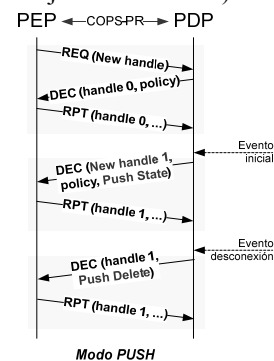 PEP COPS-PR PDP
REQ (New handle)
DEC (handle 0, policy)
RPT (handle 0, ...)
Evento
inicial
DEC (New handle 1,
policy, Push State)
RPT (handle 1, ...)
Evento
desconexión
DEC (handle 1,
Push Delete)
RPT (handle 1, ...)
Modo PUSH